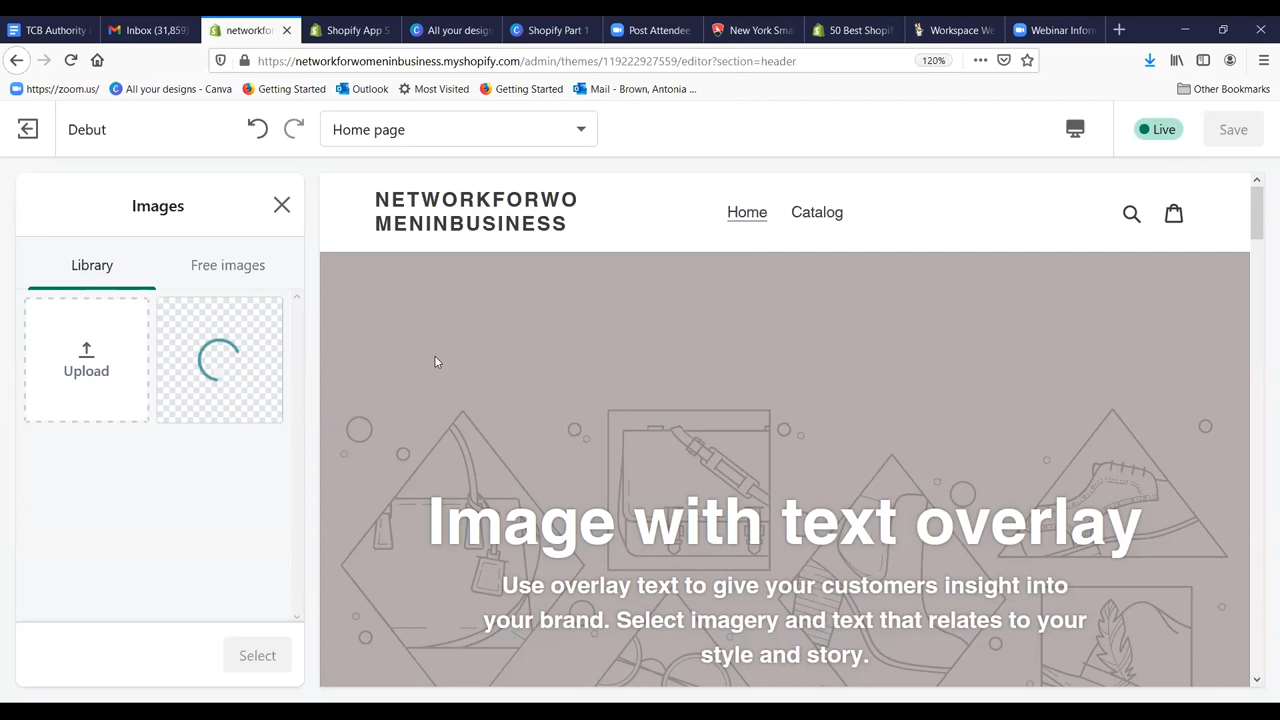 TCB Authority
Inbox (31,859)
networkfor
Shopify App S
All your design
Shopify Part 1
Post Attendee
New York Sma
50 Best Shopif
Workspace We
Webinar Inforn
https://networkforwomeninbusiness.myshopify.com/admin/themes/119222927559/editor?section=header
120%
https://zoom.us/
All your designs - Canva
Getting Started
Outlook
Most Visited
Getting Started
Mail - Brown, Antonia ...
Other Bookmarks
Debut
Home page
Live
Save
Images
Library
Free images
Upload
Select
NETWORKFORWO
MENINBUSINESS
Home
Catalog
Image with text overlay
Use overlay text to give your customers insight into
your brand. Select imagery and text that relates to your
style and story.